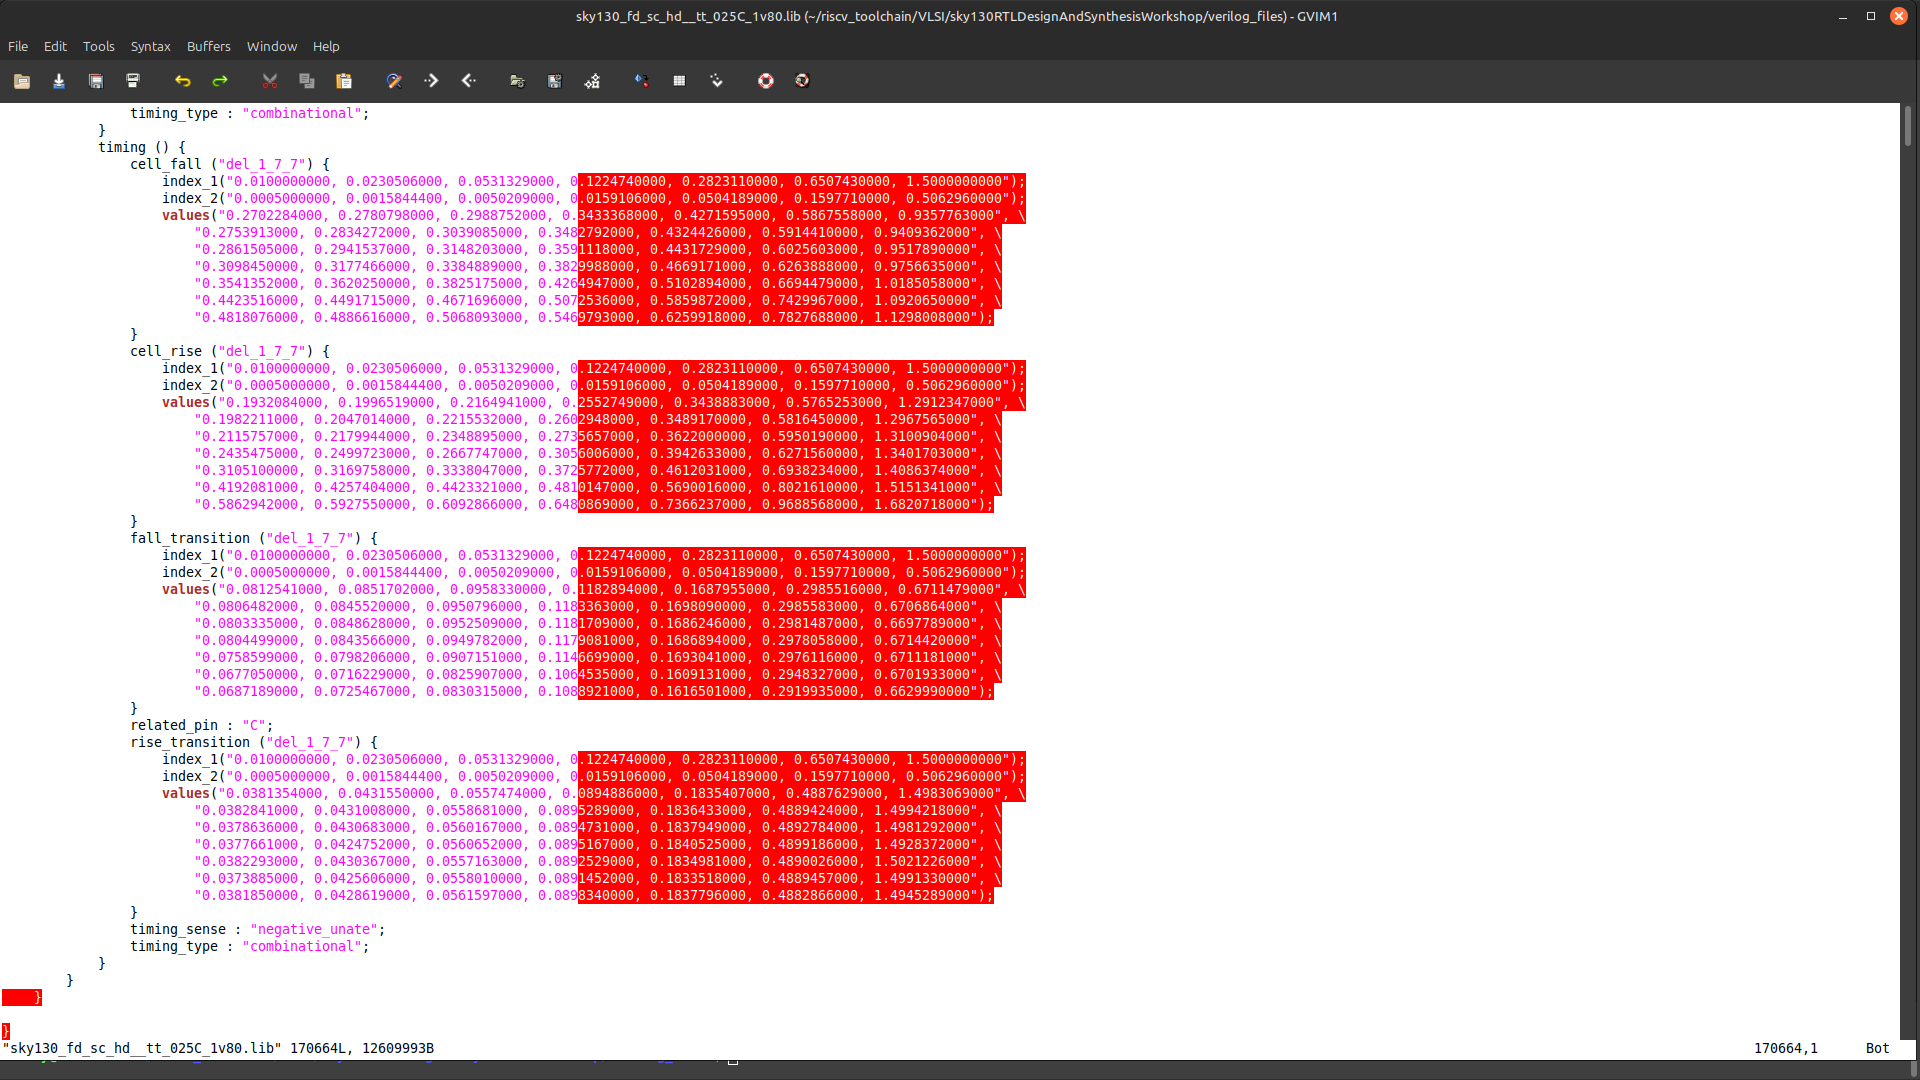 sky130_fd_sc_hd__tt_025C_1v80.lib (~/riscv_toolchain/VLSI/sky130RTLDesignAndSynthesisWorkshop/verilog_files) - GVIM1
File Edit Tools Syntax Buffers Window Help
timing_type : "combinational";
}
timing () {
cell_fall ("del_1_7_7") {
index_1("0.0100000000, 0.0230506000, 0.0531329000, 0.1224740000, 0.2823110000, 0.6507430000, 1.5000000000");
index_2("0.0005000000, 0.0015844400, 0.0050209000, 0.0159106000, 0.0504189000, 0.1597710000, 0.5062960000");
values("0.2702284000, 0.2780798000, 0.2988752000, 0.3433368000, 0.4271595000, 0.5867558000, 0.9357763000", \
"0.2753913000, 0.2834272000, 0.3039085000, 0.3482792000, 0.4324426000, 0.5914410000, 0.9409362000", \
"0.2861505000, 0.2941537000, 0.3148203000, 0.3591118000, 0.4431729000, 0.6025603000, 0.9517890000", \
"0.3098450000, 0.3177466000, 0.3384889000, 0.3829988000, 0.4669171000, 0.6263888000, 0.9756635000", \
"0.3541352000, 0.3620250000, 0.3825175000, 0.4264947000, 0.5102894000, 0.6694479000, 1.0185058000", \
"0.4423516000, 0.4491715000, 0.4671696000, 0.5072536000, 0.5859872000, 0.7429967000, 1.0920650000", \
"0.4818076000, 0.4886616000, 0.5068093000, 0.5469793000, 0.6259918000, 0.7827688000, 1.1298008000");
}
cell_rise ("del_1_7_7") {
index_1("0.0100000000, 0.0230506000, 0.0531329000, 0.1224740000, 0.2823110000, 0.6507430000, 1.5000000000");
index_2("0.0005000000, 0.0015844400, 0.0050209000, 0.0159106000, 0.0504189000, 0.1597710000, 0.5062960000");
values("0.1932084000, 0.1996519000, 0.2164941000, 0.2552749000, 0.3438883000, 0.5765253000, 1.2912347000", \
"0.1982211000, 0.2047014000, 0.2215532000, 0.2602948000, 0.3489170000, 0.5816450000, 1.2967565000", \
"0.2115757000, 0.2179944000, 0.2348895000, 0.2735657000, 0.3622000000, 0.5950190000, 1.3100904000", \
"0.2435475000, 0.2499723000, 0.2667747000, 0.3056006000, 0.3942633000, 0.6271560000, 1.3401703000", \
"0.3105100000, 0.3169758000, 0.3338047000, 0.3725772000, 0.4612031000, 0.6938234000, 1.4086374000", \
"0.4192081000, 0.4257404000, 0.4423321000, 0.4810147000, 0.5690016000, 0.8021610000, 1.5151341000", \
"0.5862942000, 0.5927550000, 0.6092866000, 0.6480869000, 0.7366237000, 0.9688568000, 1.6820718000");
}
fall_transition ("del_1_7_7") {
index_1("0.0100000000, 0.0230506000, 0.0531329000, 0.1224740000, 0.2823110000, 0.6507430000, 1.5000000000");
index_2("0.0005000000, 0.0015844400, 0.0050209000, 0.0159106000, 0.0504189000, 0.1597710000, 0.5062960000");
values("0.0812541000, 0.0851702000, 0.0958330000, 0.1182894000, 0.1687955000, 0.2985516000, 0.6711479000", \
"0.0806482000, 0.0845520000, 0.0950796000, 0.1183363000, 0.1698090000, 0.2985583000, 0.6706864000", \
"0.0803335000, 0.0848628000, 0.0952509000, 0.1181709000, 0.1686246000, 0.2981487000, 0.6697789000", \
"0.0804499000, 0.0843566000, 0.0949782000, 0.1179081000, 0.1686894000, 0.2978058000, 0.6714420000", \
"0.0758599000, 0.0798206000, 0.0907151000, 0.1146699000, 0.1693041000, 0.2976116000, 0.6711181000", \
"0.0677050000, 0.0716229000, 0.0825907000, 0.1064535000, 0.1609131000, 0.2948327000, 0.6701933000", \
"0.0687189000, 0.0725467000, 0.0830315000, 0.1088921000, 0.1616501000, 0.2919935000, 0.6629990000");
}
related_pin : "C";
rise_transition ("del_1_7_7") {
index_1("0.0100000000, 0.0230506000, 0.0531329000, 0.1224740000, 0.2823110000, 0.6507430000, 1.5000000000");
index_2("0.0005000000, 0.0015844400, 0.0050209000, 0.0159106000, 0.0504189000, 0.1597710000, 0.5062960000");
values("0.0381354000, 0.0431550000, 0.0557474000, 0.0894886000, 0.1835407000, 0.4887629000, 1.4983069000", \
"0.0382841000, 0.0431008000, 0.0558681000, 0.0895289000, 0.1836433000, 0.4889424000, 1.4994218000", \
"0.0378636000, 0.0430683000, 0.0560167000, 0.0894731000, 0.1837949000, 0.4892784000, 1.4981292000", \
"0.0377661000, 0.0424752000, 0.0560652000, 0.0895167000, 0.1840525000, 0.4899186000, 1.4928372000", \
"0.0382293000, 0.0430367000, 0.0557163000, 0.0892529000, 0.1834981000, 0.4890026000, 1.5021226000", \
"0.0373885000, 0.0425606000, 0.0558010000, 0.0891452000, 0.1833518000, 0.4889457000, 1.4991330000", \
"0.0381850000, 0.0428619000, 0.0561597000, 0.0898340000, 0.1837796000, 0.4882866000, 1.4945289000");
}
timing_sense : "negative_unate";
timing_type : "combinational";
}
}
}
}
"sky130_fd_sc_hd__tt_025C_1v80.lib" 170664L, 12609993B 170664,1 Bot